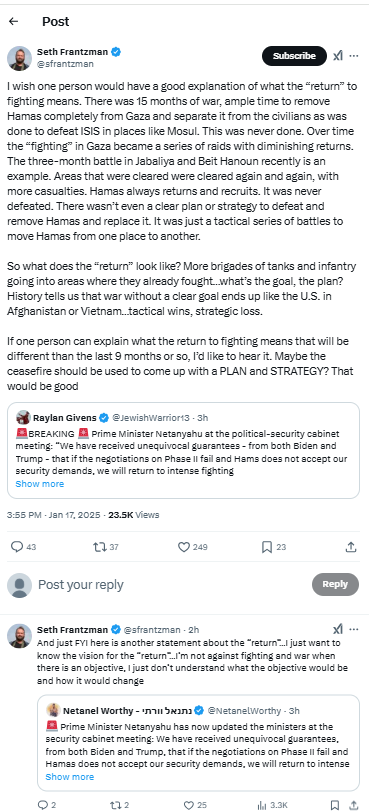 Post
Seth Frantzman
@sfrantzman
Subscribe
I wish one person would have a good explanation of what the “return” to
fighting means. There was 15 months of war, ample time to remove
Hamas completely from Gaza and separate it from the civilians as was
done to defeat ISIS in places like Mosul. This was never done. Over time
the “fighting” in Gaza became a series of raids with diminishing returns.
The three-month battle in Jabaliya and Beit Hanoun recently is an
example. Areas that were cleared were cleared again and again, with
more casualties. Hamas always returns and recruits. It was never
defeated. There wasn’t even a clear plan or strategy to defeat and
remove Hamas and replace it. It was just a tactical series of battles to
move Hamas from one place to another.
So what does the “return” look like? More brigades of tanks and infantry
going into areas where they already fought...what’s the goal, the plan?
History tells us that war without a clear goal ends up like the U.S. in
Afghanistan or Vietnam...tactical wins, strategic loss.
If one person can explain what the return to fighting means that will be
different than the last 9 months or so, I’d like to hear it. Maybe the
ceasefire should be used to come up with a PLAN and STRATEGY? That
would be good
Raylan Givens @JewishWarrior13 · 3h
🚨BREAKING 🚨 Prime Minister Netanyahu at the political-security cabinet
meeting: “We have received unequivocal guarantees - from both Biden and
Trump - that if the negotiations on Phase II fail and Hams does not accept our
security demands, we will return to intense fighting
Show more
3:55 PM · Jan 17, 2025 · 23.5K Views
43 37 249 23
Post your reply
Reply
Seth Frantzman @sfrantzman · 2h
And just FYI here is another statement about the “return”...I just want to
know the vision for the “return”...I’m not against fighting and war when
there is an objective, I just don’t understand what the objective would be
and how it would change
Netanel Worthy - נתנאל וורתי @NetanelWorthy · 3h
🚨 Prime Minister Netanyahu has now updated the ministers at the
security cabinet meeting: We have received unequivocal guarantees,
from both Biden and Trump, that if the negotiations on Phase II fail and
Hamas does not accept our security demands, we will return to intense
Show more
2 2 25 3.3K